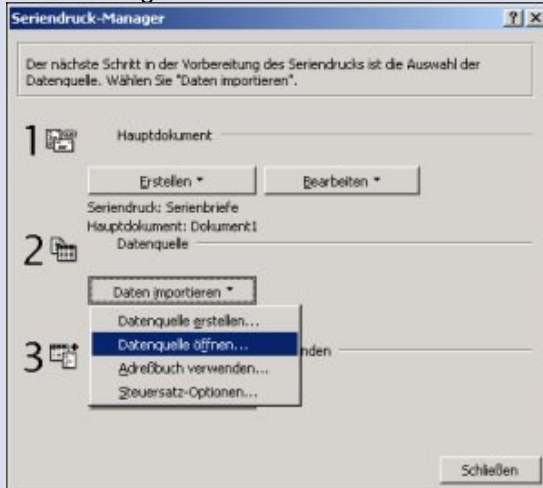 Seriendruck-Manager
Der nächste Schritt in der Vorbereitung des Seriendrucks ist die Auswahl der
Datenquelle. Wählen Sie "Daten importieren".
1 Hauptdokument
Erstellen Bearbeiten
Seriendruck: Serienbriefe
Hauptdokument: Dokument1
2 Datenquelle
Daten importieren
Datenquelle erstellen...
Datenquelle öffnen...
3 nden
Adreßbuch verwenden...
Steuersatz-Optionen...
Schließen